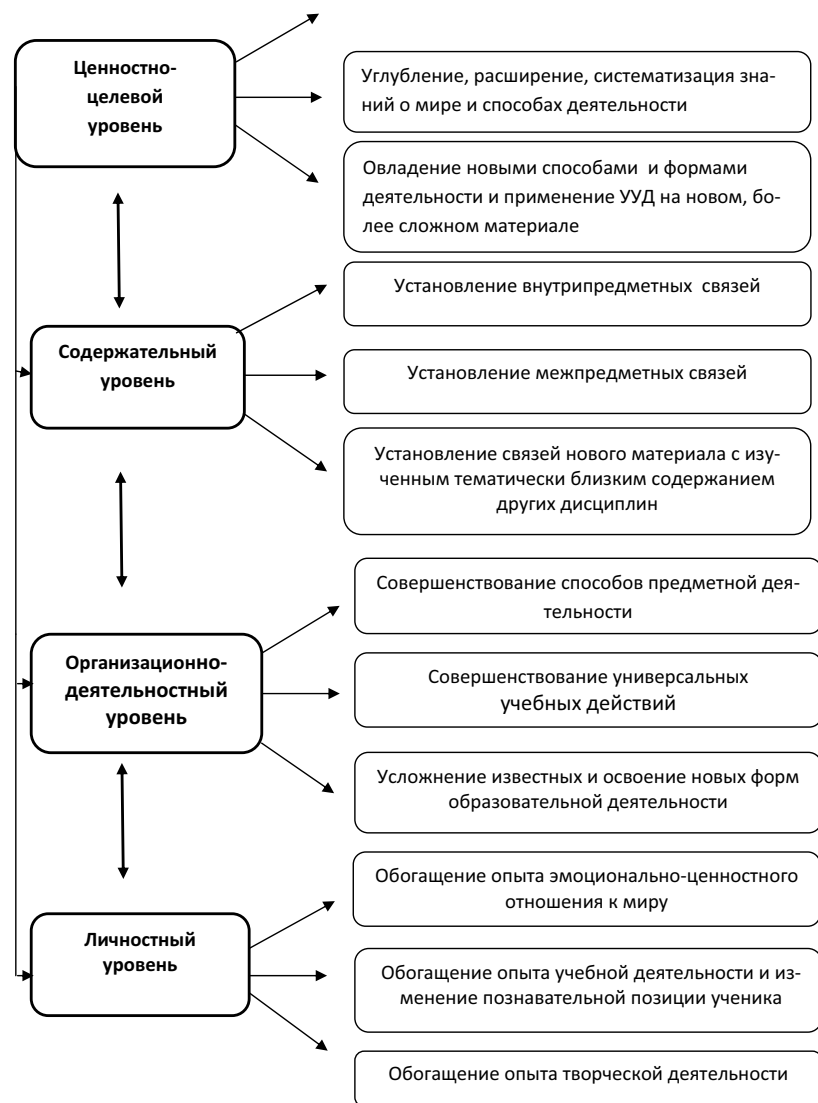 Ценностно-
целевой
уровень
Углубление, расширение, систематизация зна-
ний о мире и способах деятельности
Овладение новыми способами и формами
деятельности и применение УУД на новом, бо-
лее сложном материале
Содержательный
уровень
Установление внутрипредметных связей
Установление межпредметных связей
Установление связей нового материала с изу-
ченным тематически близким содержанием
других дисциплин
Организационно-
деятельностный
уровень
Совершенствование способов предметной дея-
тельности
Совершенствование универсальных
учебных действий
Усложнение известных и освоение новых форм
образовательной деятельности
Личностный
уровень
Обогащение опыта эмоционально-ценностного
отношения к миру
Обогащение опыта учебной деятельности и из-
менение познавательной позиции ученика
Обогащение опыта творческой деятельности